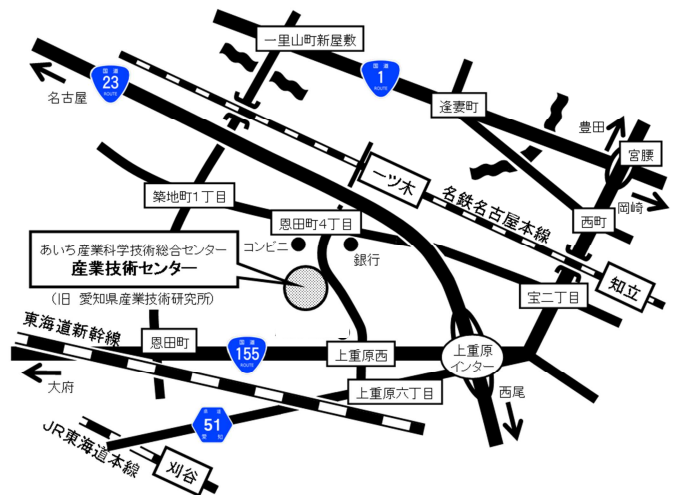 一里山町新屋敷
国道
23
ROUTE
国道
1
ROUTE
名古屋
逢妻町
豊田
宮腰
岡崎
一ツ木
築地町1丁目
名鉄名古屋本線
西町
恩田町4丁目
あいち産業科学技術総合センター
産業技術センター
コンビニ
銀行
知立
(旧 愛知県産業技術研究所)
宝二丁目
東海道新幹線
恩田町
国道
155
ROUTE
上重原西
上重原
インター
大府
上重原六丁目
西尾
県道
51
愛知
JR東海道本線
刈谷